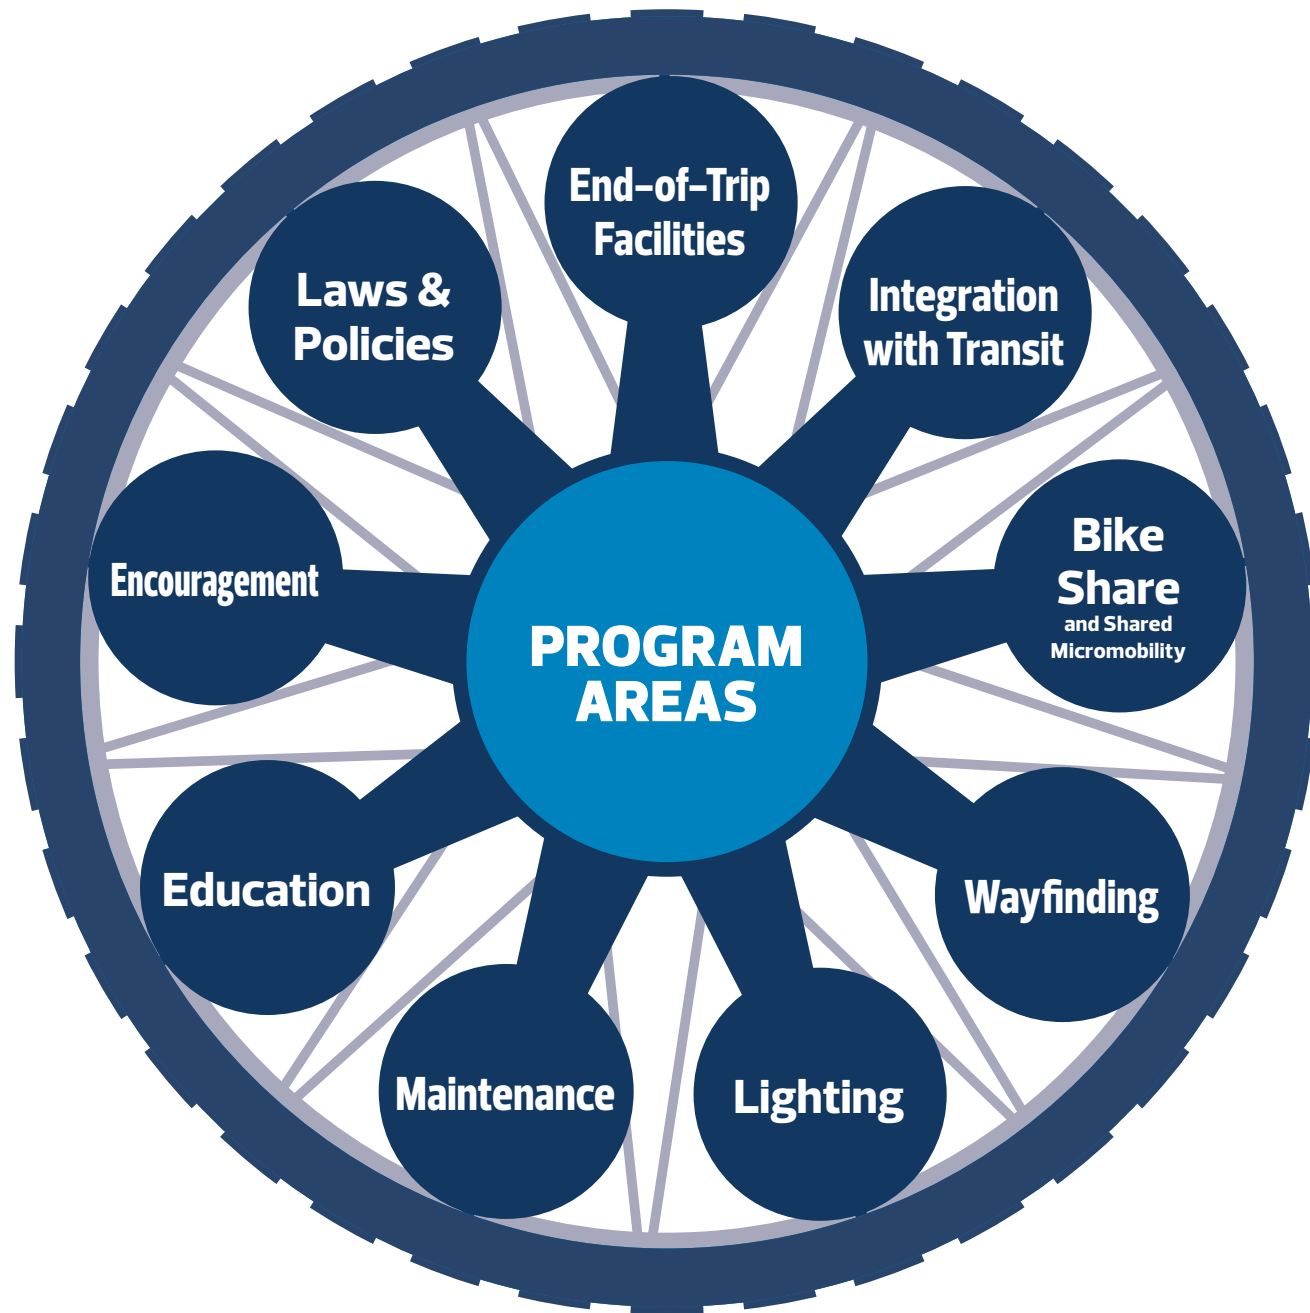 End-of-Trip
Facilities
Integration
with Transit
Bike
Share
and Shared
Micromobility
Wayfinding
Lighting
Maintenance
Education
Encouragement
Laws &
Policies
PROGRAM
AREAS